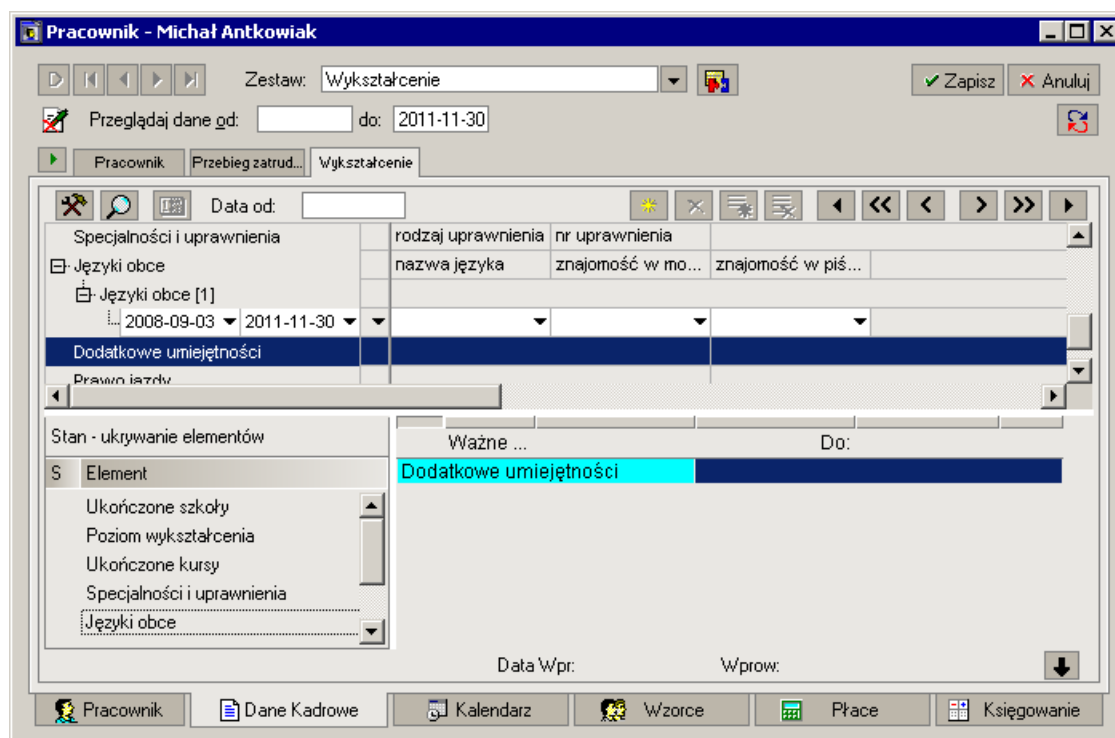 Pracownik - Michał Antkowiak
Zestaw: Wykształcenie Zapisz Anuluj
Przeglądaj dane od: do: 2011-11-30
Pracownik Przebieg zatrud... Wykształcenie
Data od:
Specjalności i uprawnienia rodzaj uprawnienia nr uprawnienia
Języki obce nazwa języka znajomość w mo... znajomość w piś...
Języki obce [1]
2008-09-03 2011-11-30
Dodatkowe umiejętności
Prawo jazdy
Stan - ukrywanie elementów Ważne ... Do:
S Element Dodatkowe umiejętności
Ukończone szkoły
Poziom wykształcenia
Ukończone kursy
Specjalności i uprawnienia
Języki obce
Data Wpr: Wprow:
Pracownik Dane Kadrowe Kalendarz Wzorce Płace Księgowanie